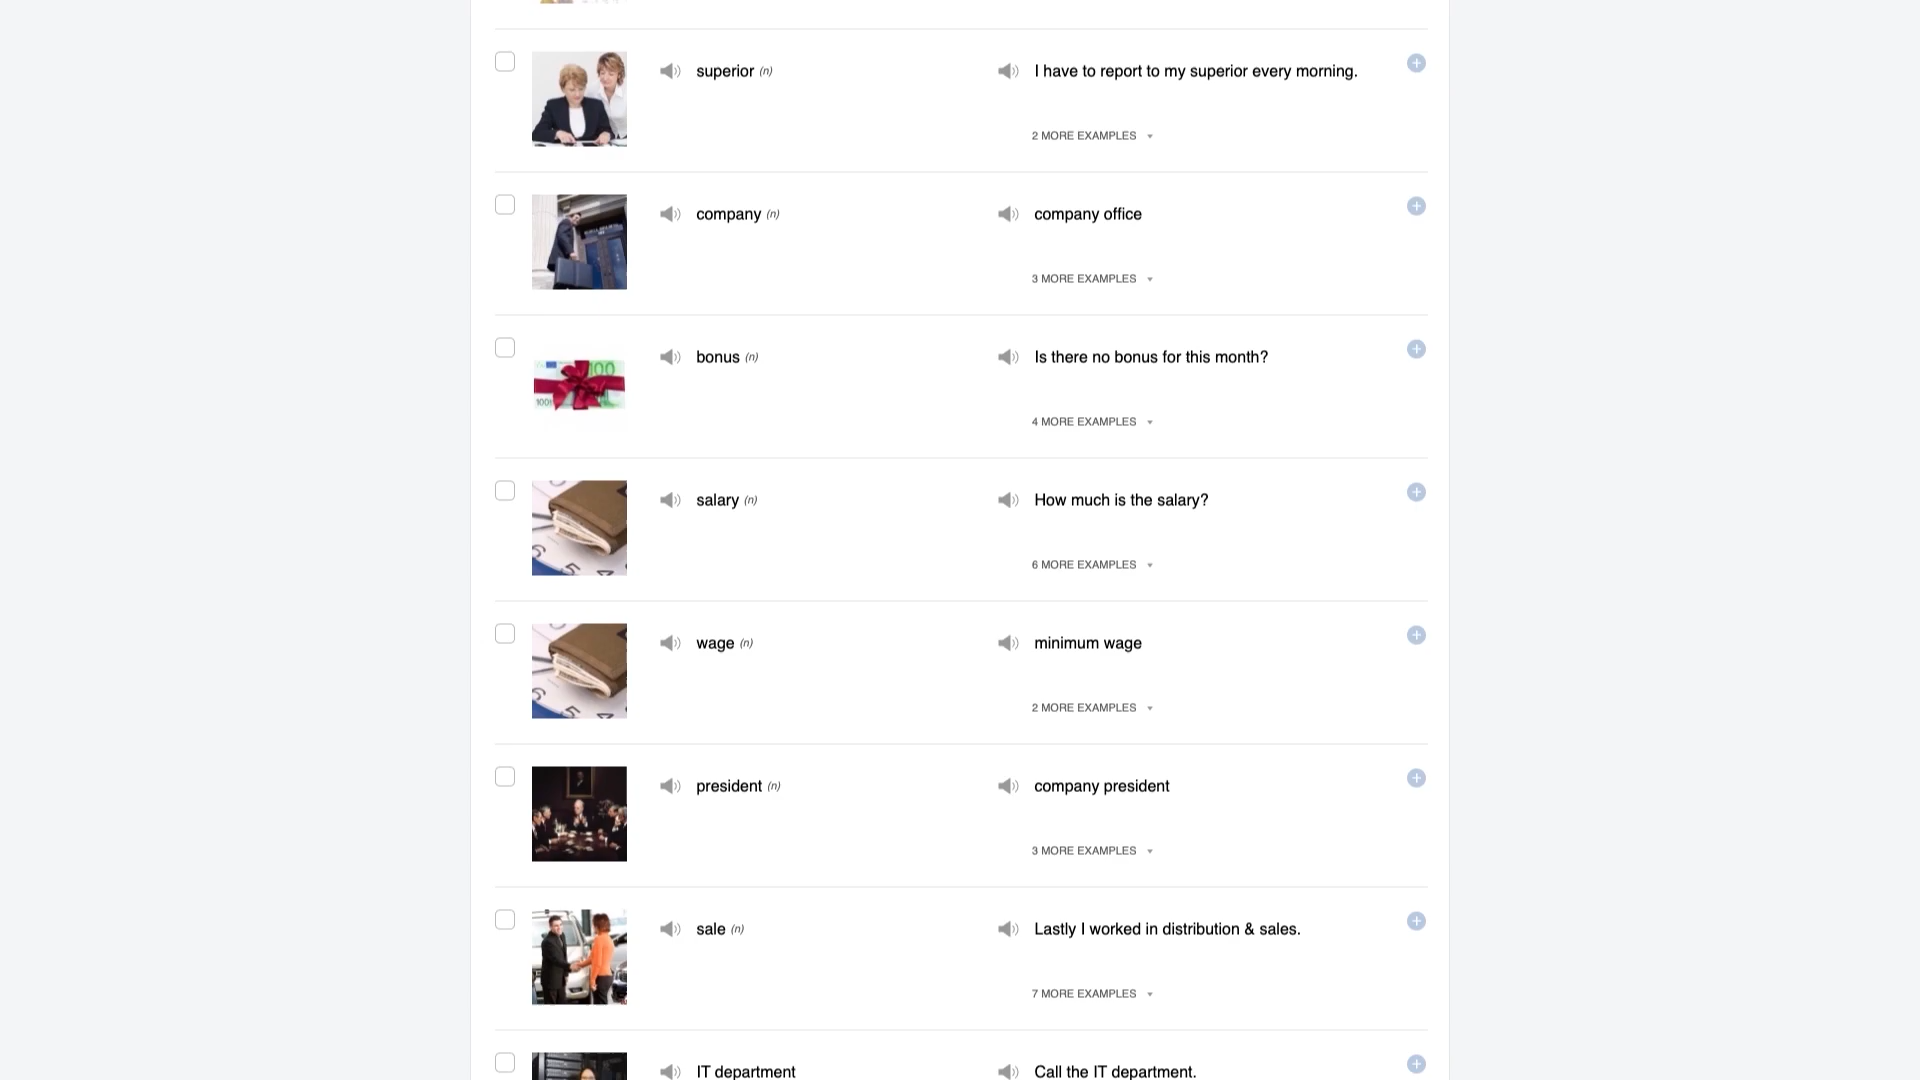 superior (n)
I have to report to my superior every morning.
2 MORE EXAMPLES
company (n)
company office
3 MORE EXAMPLES
bonus (n)
Is there no bonus for this month?
4 MORE EXAMPLES
salary (n)
How much is the salary?
6 MORE EXAMPLES
wage (n)
minimum wage
2 MORE EXAMPLES
president (n)
company president
3 MORE EXAMPLES
sale (n)
Lastly I worked in distribution & sales.
7 MORE EXAMPLES
IT department
Call the IT department.